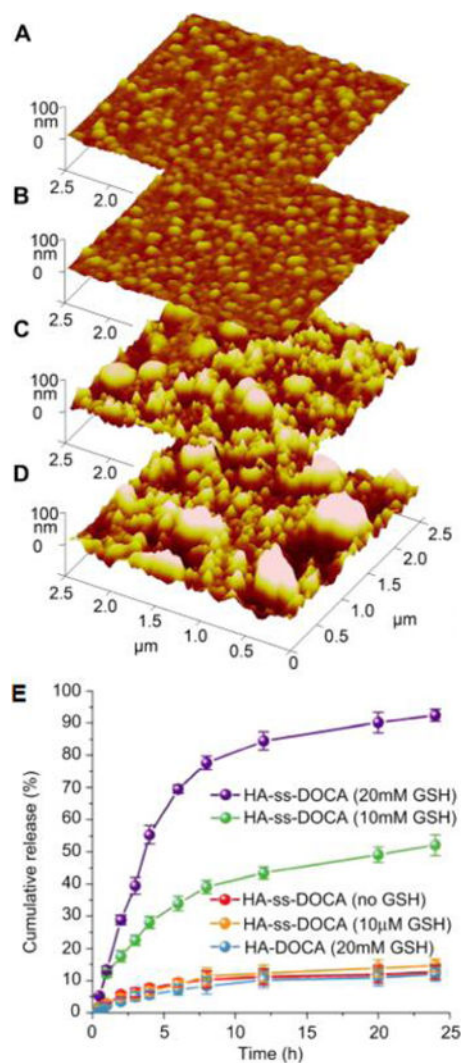 A
100
nm
0
2.5
2.0
B
100
nm
0
2.5
2.0
C
100
nm
0
2.5
2.0
D
100
nm
0
2.5
2.0
1.5
1.0
0.5
0
µm
0.5
1.0
1.5
2.0
2.5
µm
E
100
90
80
70
60
50
40
30
20
10
0
Cumulative release (%)
HA-ss-DOCA (20mM GSH)
HA-ss-DOCA (10mM GSH)
HA-ss-DOCA (no GSH)
HA-ss-DOCA (10µM GSH)
HA-DOCA (20mM GSH)
0 5 10 15 20 25
Time (h)